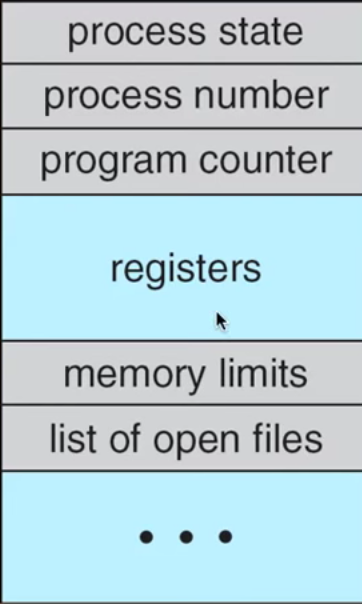 process state
process number
program counter
registers
memory limits
list of open files
• • •